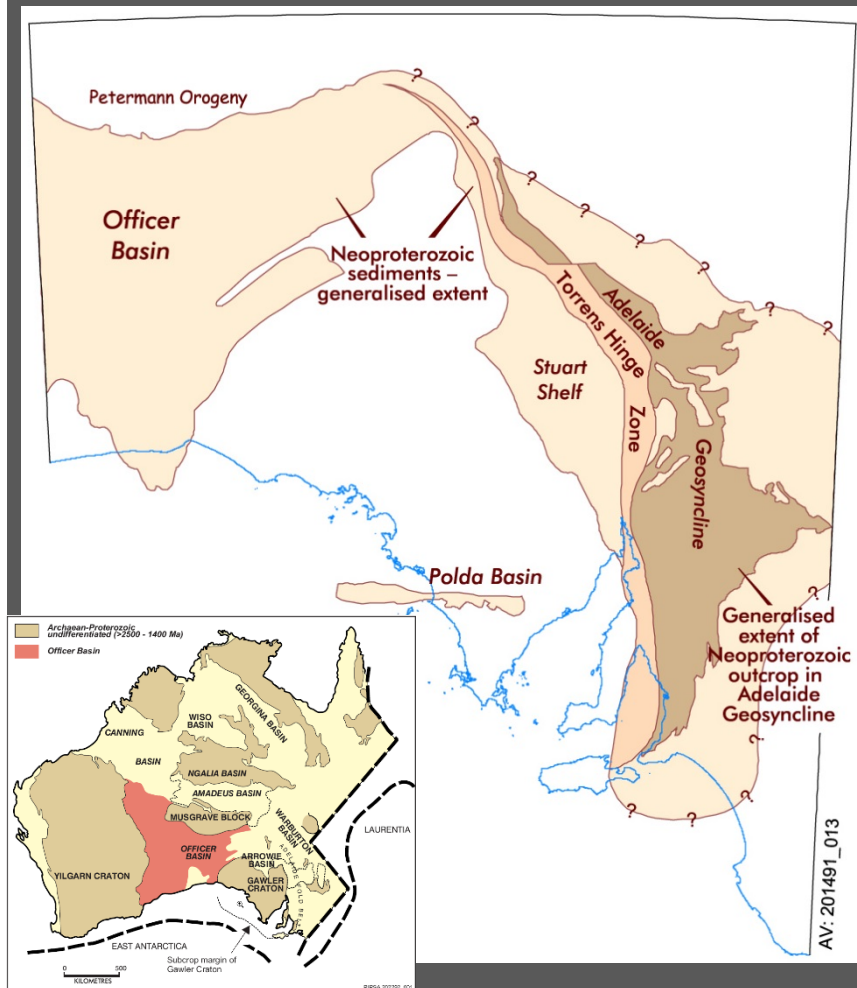 Petermann Orogeny
?
?
?
?
?
?
?
?
Officer
Basin
Neoproterozoic
sediments –
generalised extent
Torrens Hinge
Zone
Adelaide
Geosyncline
Stuart
Shelf
Polda Basin
Generalised
extent of
Neoproterozoic
outcrop in
Adelaide
Geosyncline
?
?
?
?
?
AV: 201491_013
Archaean-Proterozoic
undifferentiated (>2500 - 1400 Ma)
Officer Basin
CANNING
BASIN
WISO
BASIN
GEORGINA BASIN
NGALIA BASIN
AMADEUS BASIN
MUSGRAVE BLOCK
WARBURTON
BASIN
LAURENTIA
OFFICER
BASIN
YILGARN CRATON
ARROWIE
BASIN
ADELAIDE FOLD BELT
GAWLER
CRATON
EAST ANTARCTICA
Subcrop margin of
Gawler Craton
0 500
KILOMETRES